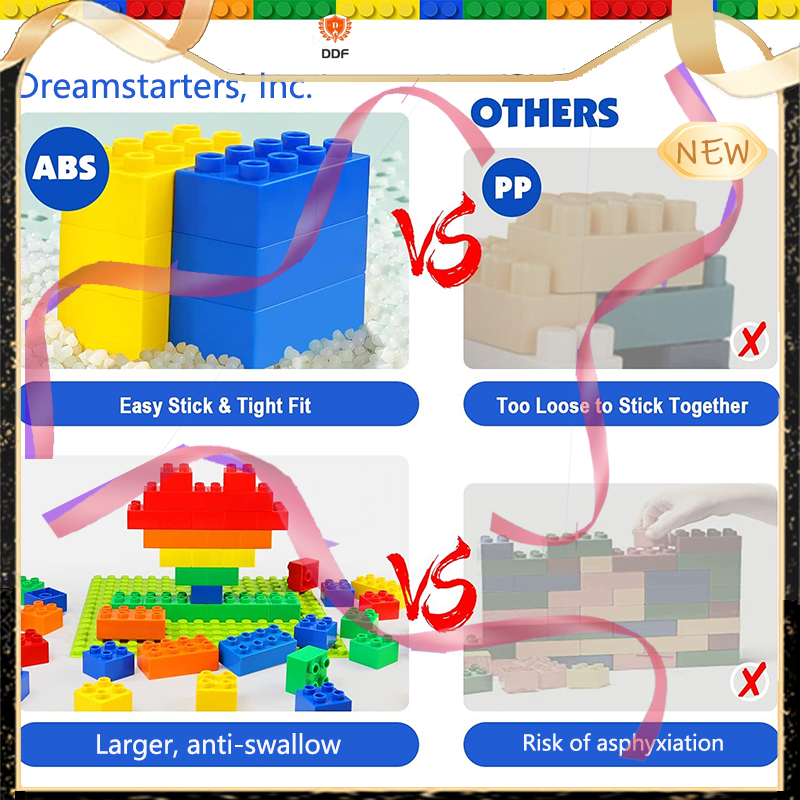 DDF
Dreamstarters, Inc.
OTHERS
NEW
ABS
VS
PP
Easy Stick & Tight Fit
Too Loose to Stick Together
VS
Larger, anti-swallow
Risk of asphyxiation